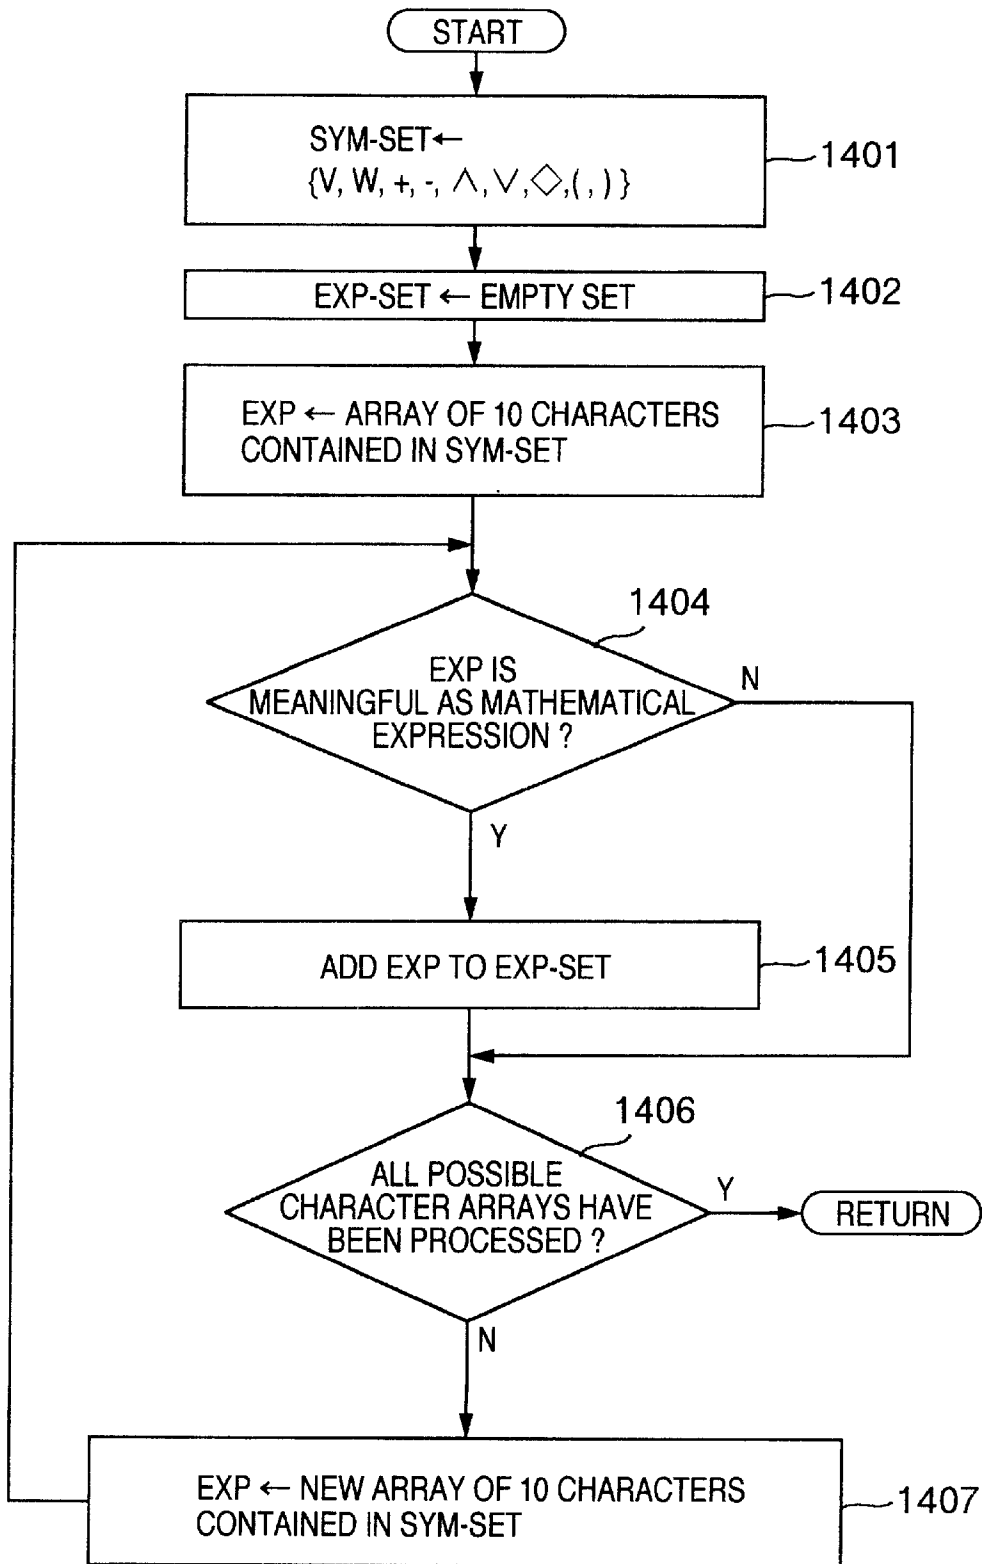 START
SYM-SET←
{V, W, +, -, ∧, ∨, ◇, (, ) }
1401
EXP-SET ← EMPTY SET
1402
EXP ← ARRAY OF 10 CHARACTERS
CONTAINED IN SYM-SET
1403
1404
EXP IS
MEANINGFUL AS MATHEMATICAL
EXPRESSION ?
N
Y
ADD EXP TO EXP-SET
1405
1406
ALL POSSIBLE
CHARACTER ARRAYS HAVE
BEEN PROCESSED ?
Y
RETURN
N
EXP ← NEW ARRAY OF 10 CHARACTERS
CONTAINED IN SYM-SET
1407